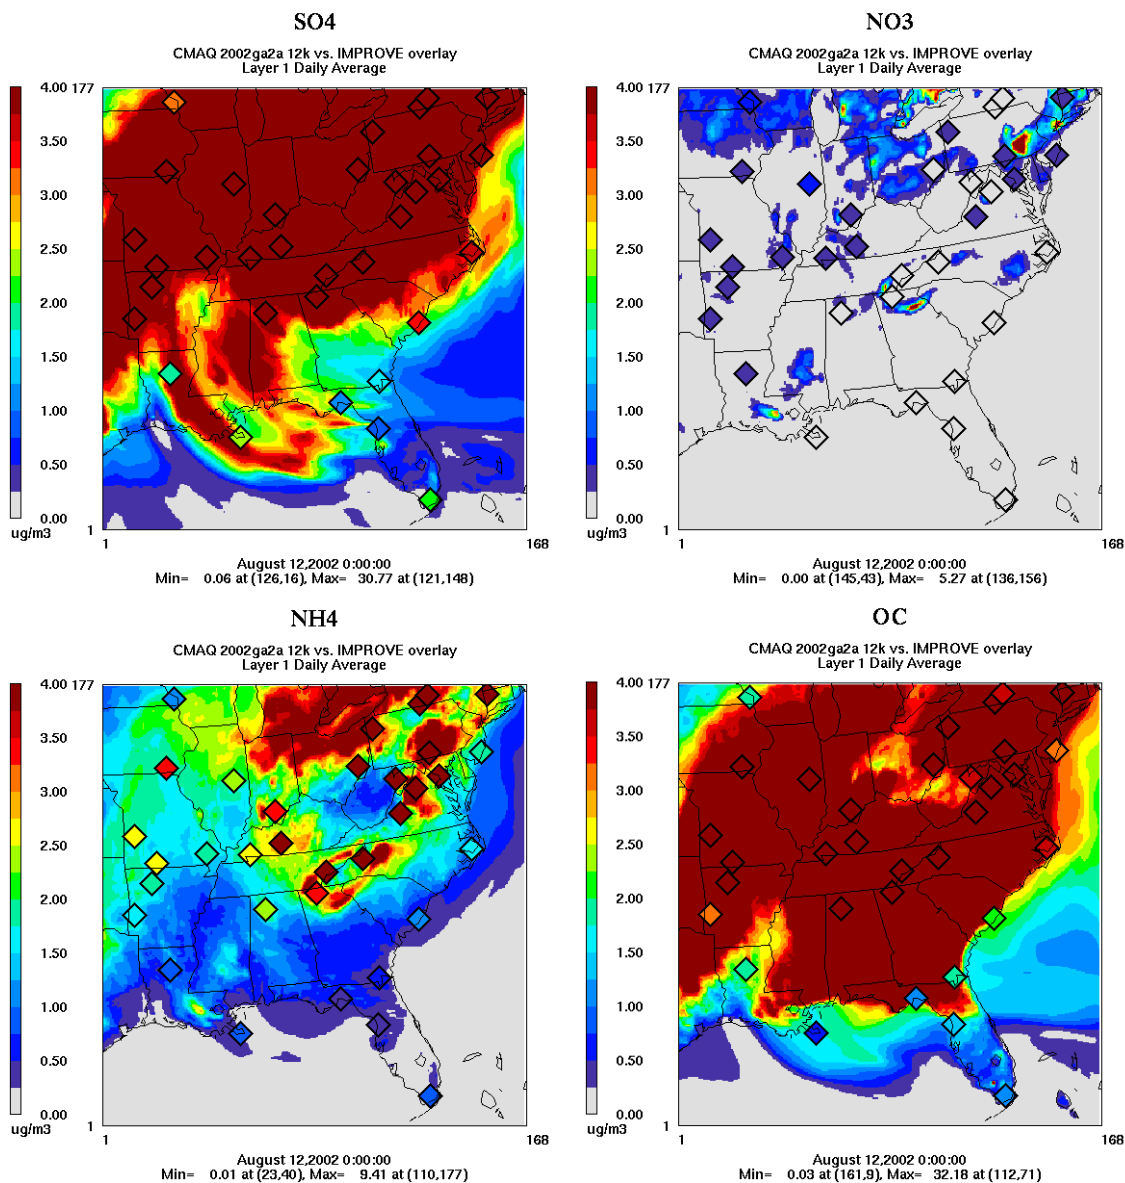 SO4
CMAQ 2002ga2a 12k vs. IMPROVE overlay
Layer 1 Daily Average
4.00 177
3.50
3.00
2.50
2.00
1.50
1.00
0.50
0.00 1
ug/m3
1 168
August 12,2002 0:00:00
Min= 0.06 at (126,16), Max= 30.77 at (121,148)
NO3
CMAQ 2002ga2a 12k vs. IMPROVE overlay
Layer 1 Daily Average
4.00 177
3.50
3.00
2.50
2.00
1.50
1.00
0.50
0.00 1
ug/m3
1 168
August 12,2002 0:00:00
Min= 0.00 at (145,43), Max= 5.27 at (136,156)
NH4
CMAQ 2002ga2a 12k vs. IMPROVE overlay
Layer 1 Daily Average
4.00 177
3.50
3.00
2.50
2.00
1.50
1.00
0.50
0.00 1
ug/m3
1 168
August 12,2002 0:00:00
Min= 0.01 at (23,40), Max= 9.41 at (110,177)
OC
CMAQ 2002ga2a 12k vs. IMPROVE overlay
Layer 1 Daily Average
4.00 177
3.50
3.00
2.50
2.00
1.50
1.00
0.50
0.00 1
ug/m3
1 168
August 12,2002 0:00:00
Min= 0.03 at (161,9), Max= 32.18 at (112,71)